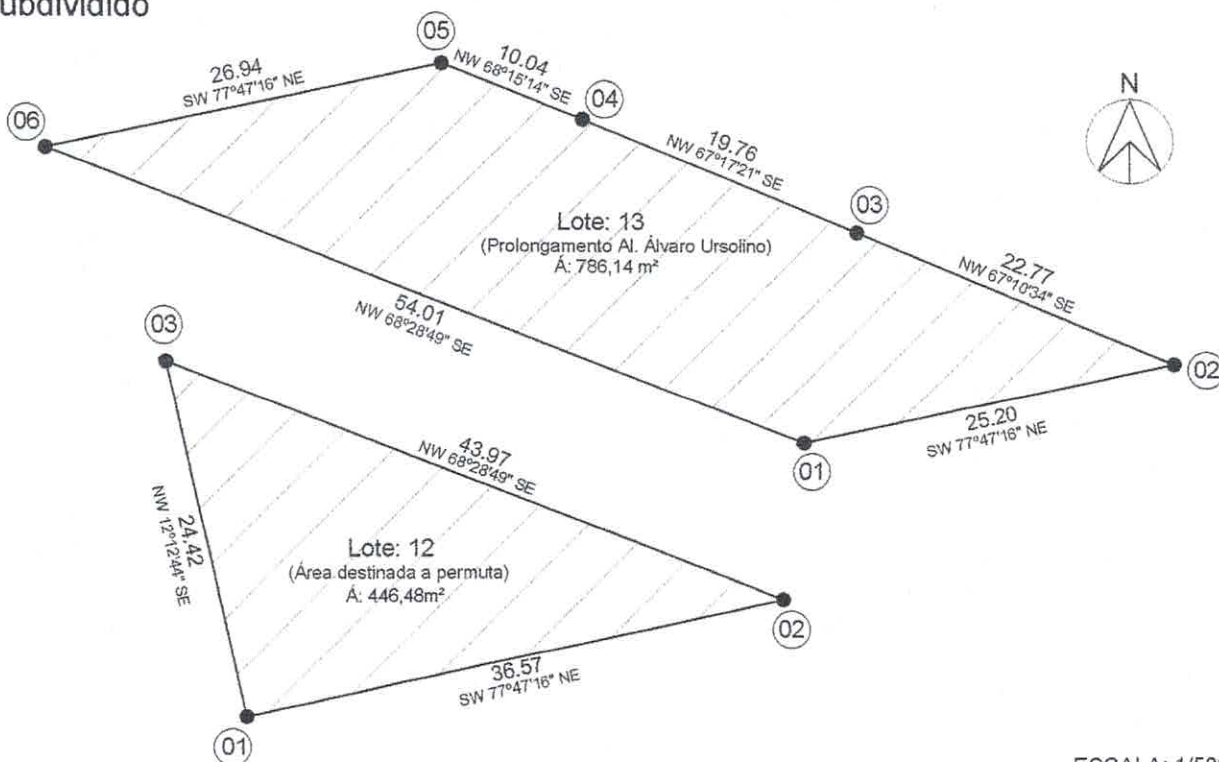 ubdividido
05
10.04
NW 68°15'14" SE
26.94
SW 77°47'16" NE
04
N
06
19.76
NW 67°17'21" SE
03
Lote: 13
(Prolongamento Al. Álvaro Ursolino)
Á: 786,14 m²
22.77
NW 67°10'34" SE
54.01
NW 68°28'49" SE
03
02
25.20
SW 77°47'16" NE
01
43.97
NW 68°28'49" SE
24.42
NW 12°12'44" SE
Lote: 12
(Área destinada a permuta)
Á: 446,48m²
02
36.57
SW 77°47'16" NE
01